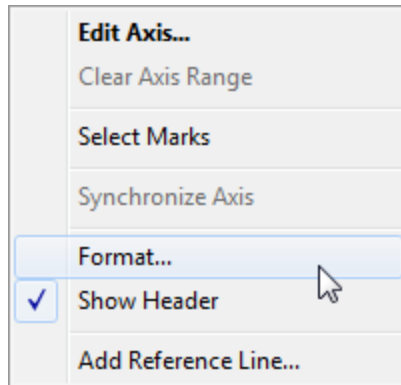 Edit Axis...
Clear Axis Range
Select Marks
Synchronize Axis
Format...
Show Header
Add Reference Line...